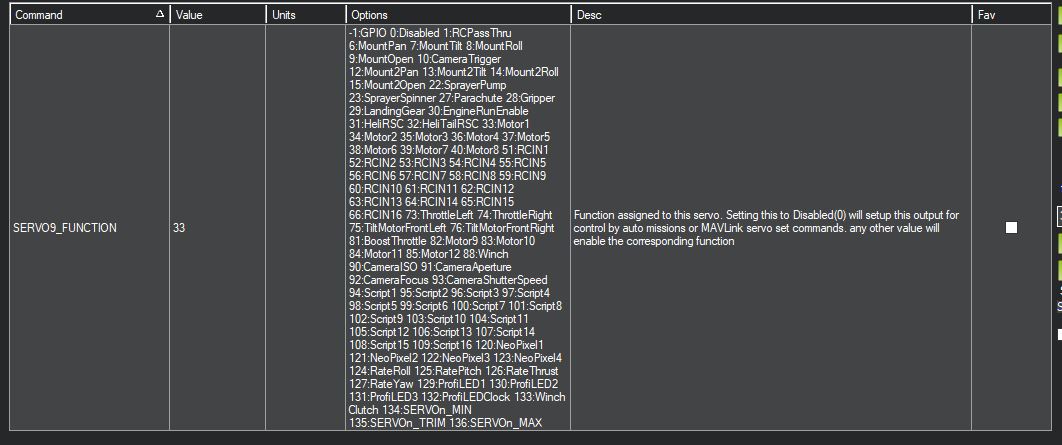 Command Value Units Options Desc Fav
-1:GPIO 0:Disabled 1:RCPassThru
6:MountPan 7:MountTilt 8:MountRoll
9:MountOpen 10:CameraTrigger
12:Mount2Pan 13:Mount2Tilt 14:Mount2Roll
15:Mount2Open 22:SprayerPump
23:SprayerSpinner 27:Parachute 28:Gripper
29:LandingGear 30:EngineRunEnable
31:HeliRSC 32:HeliTailRSC 33:Motor1
34:Motor2 35:Motor3 36:Motor4 37:Motor5
38:Motor6 39:Motor7 40:Motor8 51:RCIN1
52:RCIN2 53:RCIN3 54:RCIN4 55:RCIN5
56:RCIN6 57:RCIN7 58:RCIN8 59:RCIN9
60:RCIN10 61:RCIN11 62:RCIN12
63:RCIN13 64:RCIN14 65:RCIN15
66:RCIN16 73:ThrottleLeft 74:ThrottleRight
75:TiltMotorFrontLeft 76:TiltMotorFrontRight
81:BoostThrottle 82:Motor9 83:Motor10
84:Motor11 85:Motor12 88:Winch
90:CameraISO 91:CameraAperture
92:CameraFocus 93:CameraShutterSpeed
94:Script1 95:Script2 96:Script3 97:Script4
98:Script5 99:Script6 100:Script7 101:Script8
102:Script9 103:Script10 104:Script11
105:Script12 106:Script13 107:Script14
108:Script15 109:Script16 120:NeoPixel1
121:NeoPixel2 122:NeoPixel3 123:NeoPixel4
124:RateRoll 125:RatePitch 126:RateThrust
127:RateYaw 129:ProfiLED1 130:ProfiLED2
131:ProfiLED3 132:ProfiLEDClock 133:Winch
Clutch 134:SERVOn_MIN
135:SERVOn_TRIM 136:SERVOn_MAX
SERVO9_FUNCTION 33
Function assigned to this servo. Setting this to Disabled(0) will setup this output for
control by auto missions or MAVLink servo set commands. any other value will
enable the corresponding function